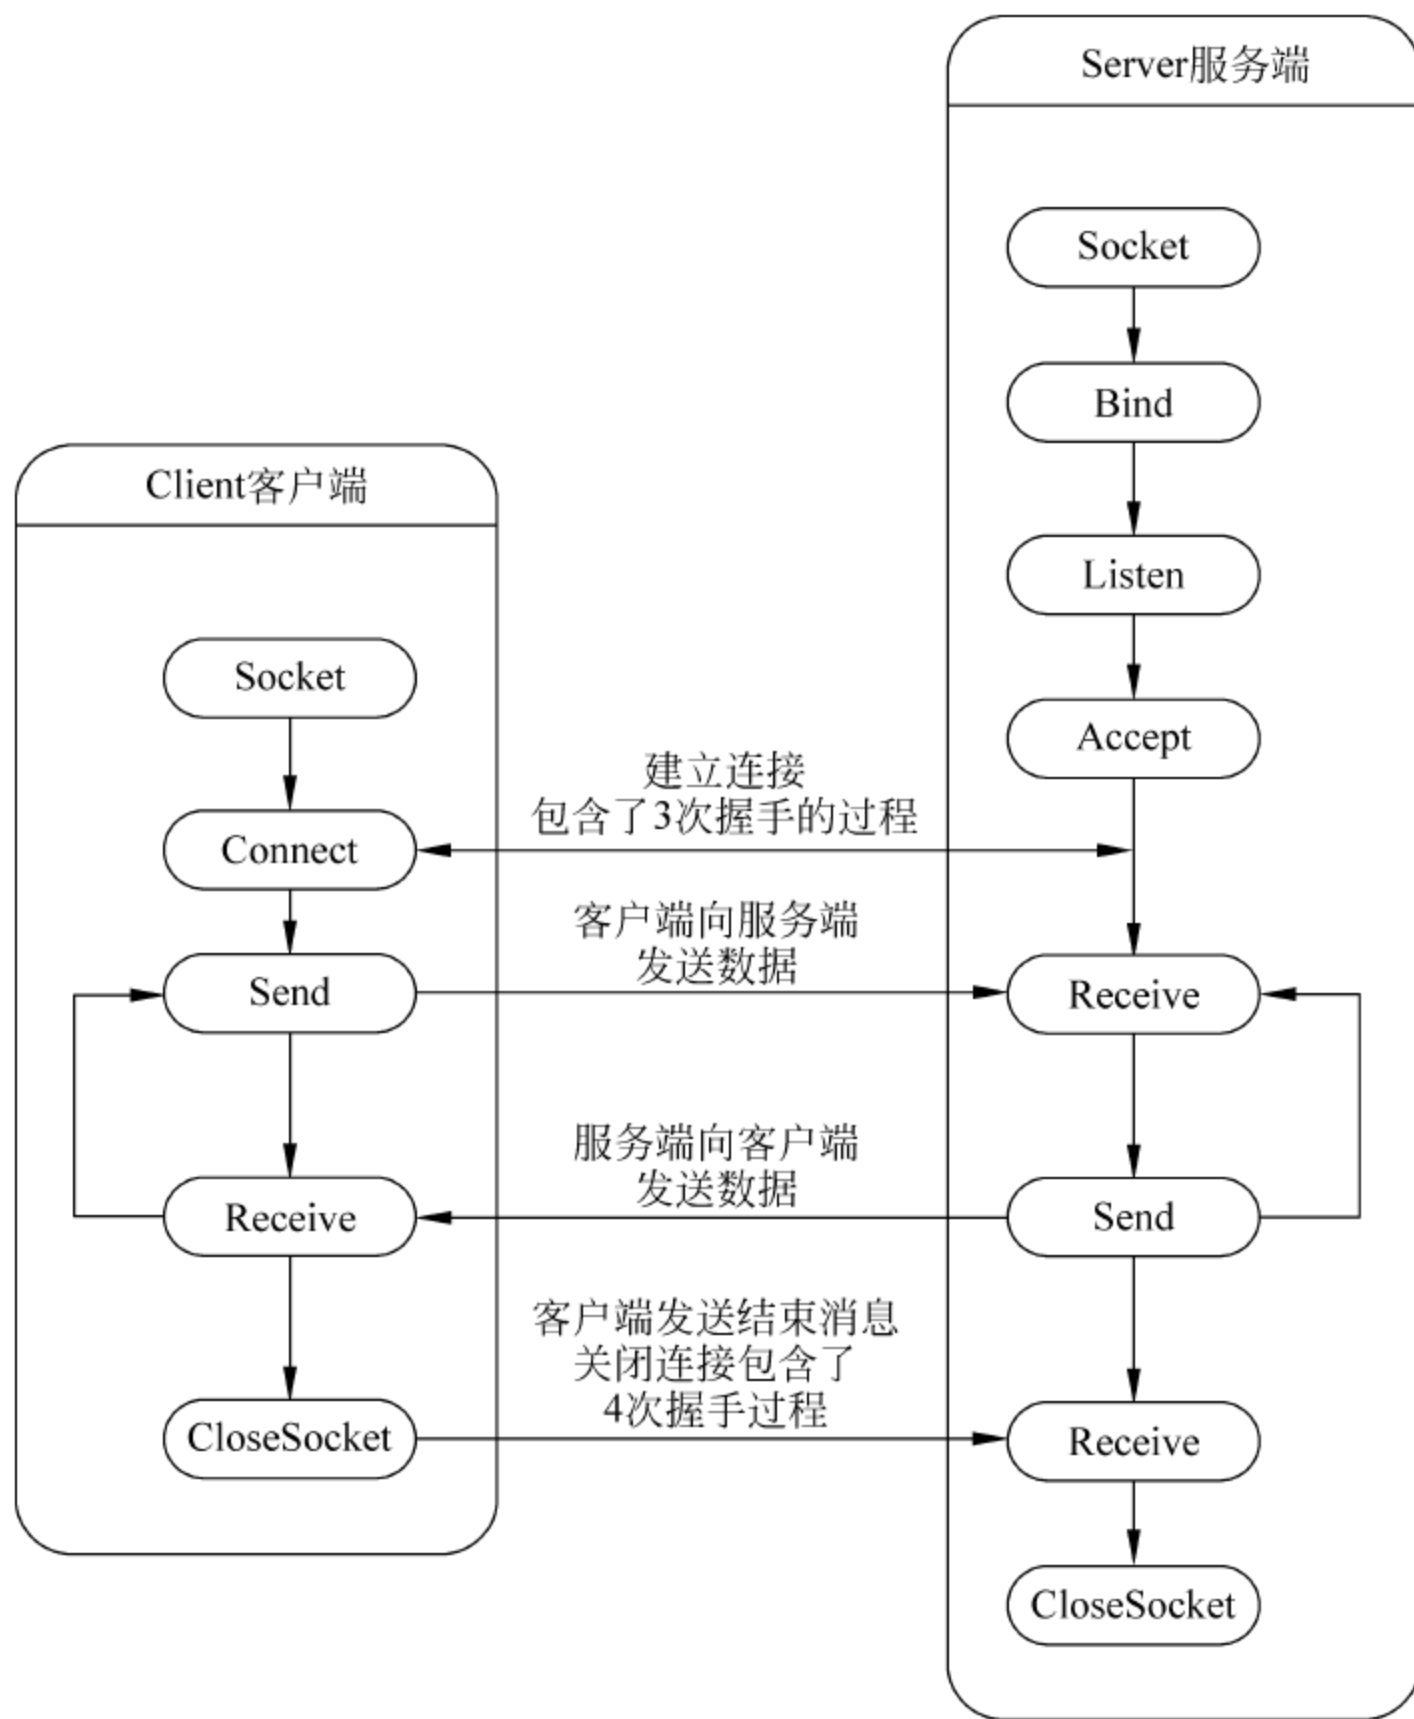 Server服务端
Socket
Bind
Listen
Accept
Client客户端
Socket
Connect
建立连接
包含了3次握手的过程
客户端向服务端
发送数据
Send
Receive
服务端向客户端
发送数据
Receive
Send
客户端发送结束消息
关闭连接包含了
4次握手过程
CloseSocket
Receive
CloseSocket